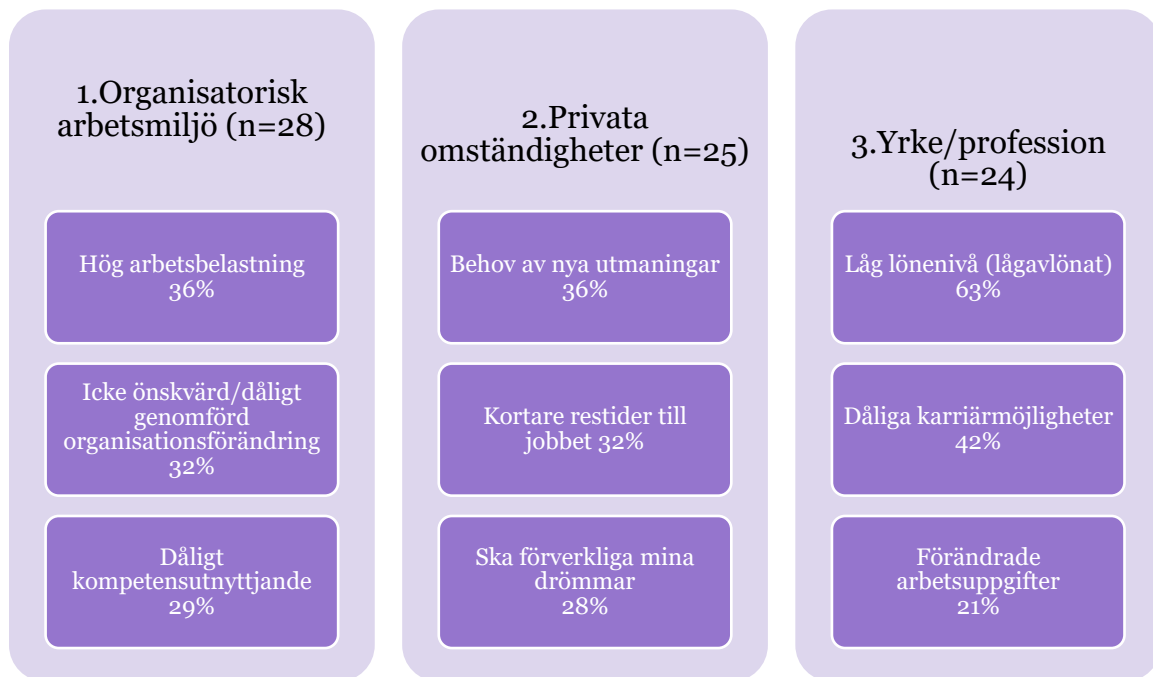 1.Organisatorisk
arbetsmiljö (n=28)
Hög arbetsbelastning
36%
Icke önskvärd/dåligt
genomförd
organisationsförändring
32%
Dåligt
kompetensutnyttjande
29%
2.Privata
omständigheter (n=25)
Behov av nya utmaningar
36%
Kortare restider till
jobbet 32%
Ska förverkliga mina
drömmar
28%
3.Yrke/profession
(n=24)
Låg lönenivå (lågavlönat)
63%
Dåliga karriärmöjligheter
42%
Förändrade
arbetsuppgifter
21%